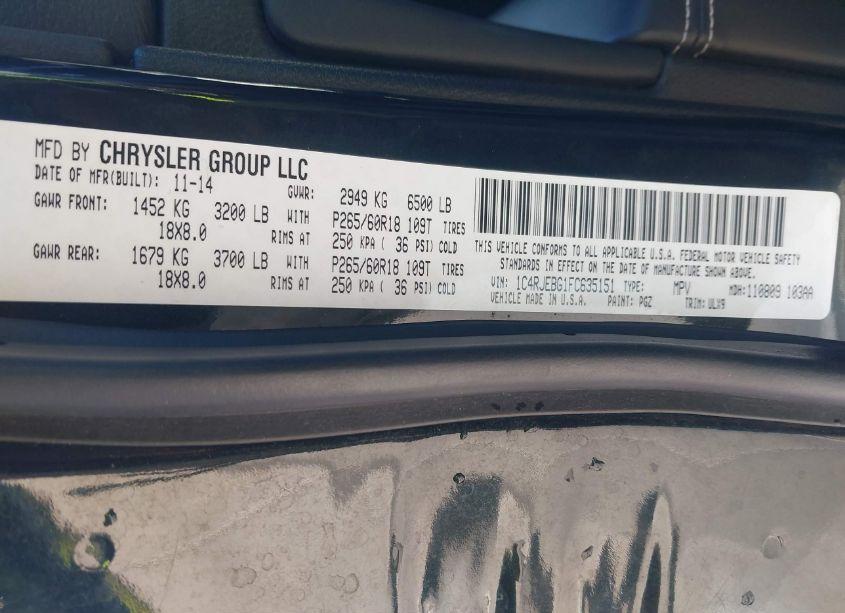 MFD BY CHRYSLER GROUP LLC
DATE OF MFR(BUILT): 11-14 GVWR: 2949 KG 6500 LB
GAWR FRONT: 1452 KG 3200 LB WITH P265/60R18 109T TIRES
18X8.0 RIMS AT 250 KPA ( 36 PSI) COLD
GAWR REAR: 1679 KG 3700 LB WITH P265/60R18 109T TIRES
18X8.0 RIMS AT 250 KPA ( 36 PSI) COLD
THIS VEHICLE CONFORMS TO ALL APPLICABLE U.S.A. FEDERAL MOTOR VEHICLE SAFETY
STANDARDS IN EFFECT ON THE DATE OF MANUFACTURE SHOWN ABOVE.
VIN: 1C4RJEBG1FC635151 TYPE: MPV MDH: 110809 103AA
VEHICLE MADE IN U.S.A. PAINT: PGZ TRIM: ULX9